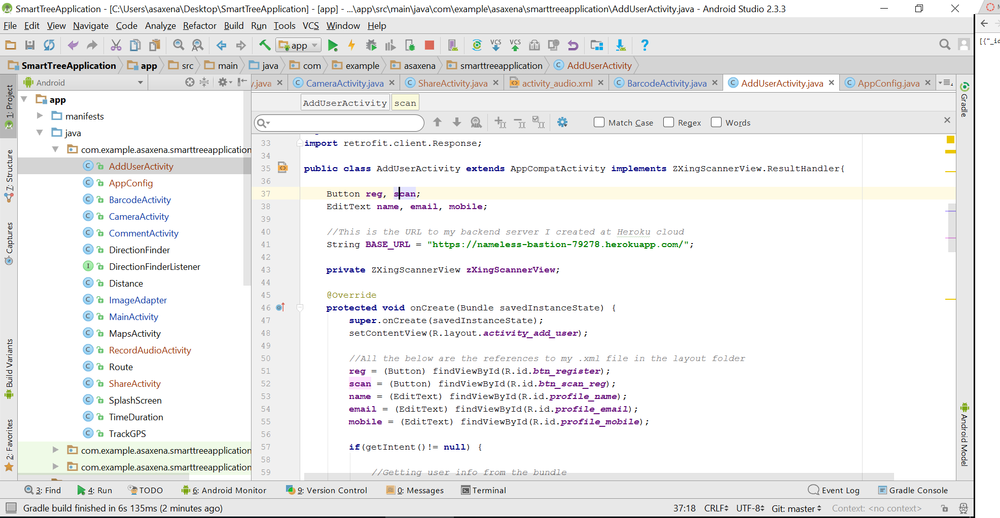 SmartTreeApplication - [C:\Users\asaxena\Desktop\SmartTreeApplication] - [app] - ...\app\src\main\java\com\example\asaxena\smarttreeapplication\AddUserActivity.java - Android Studio 2.3.3
File Edit View Navigate Code Analyze Refactor Build Run Tools VCS Window Help
app VCS VCS ?
[{"_id
SmartTreeApplication app src main java com example asaxena smarttreeapplication AddUserActivity
Android
y.java CameraActivity.java ShareActivity.java activity_audio.xml BarcodeActivity.java AddUserActivity.java AppConfig.java
AddUserActivity scan
Match Case Regex Words
1: Project
7: Structure
Captures
Build Variants
2: Favorites
app
manifests
java
com.example.asaxena.smarttreeapplication
AddUserActivity
AppConfig
BarcodeActivity
CameraActivity
CommentActivity
DirectionFinder
DirectionFinderListener
Distance
ImageAdapter
MainActivity
MapsActivity
RecordAudioActivity
Route
ShareActivity
SplashScreen
TimeDuration
TrackGPS
com.example.asaxena.smarttreeapplication
com.example.asaxena.smarttreeapplication
33 import retrofit.client.Response;
34
35 public class AddUserActivity extends AppCompatActivity implements ZXingScannerView.ResultHandler{
36
37 Button reg, scan;
38 EditText name, email, mobile;
39
40 //This is the URL to my backend server I created at Heroku cloud
41 String BASE_URL = "https://nameless-bastion-79278.herokuapp.com/";
42
43 private ZXingScannerView zXingScannerView;
44
45 @Override
46 protected void onCreate(Bundle savedInstanceState) {
47 super.onCreate(savedInstanceState);
48 setContentView(R.layout.activity_add_user);
49
50 //All the below are the references to my .xml file in the layout folder
51 reg = (Button) findViewById(R.id.btn_register);
52 scan = (Button) findViewById(R.id.btn_scan_reg);
53 name = (EditText) findViewById(R.id.profile_name);
54 email = (EditText) findViewById(R.id.profile_email);
55 mobile = (EditText) findViewById(R.id.profile_mobile);
56
57 if(getIntent()!= null) {
58
59 //Getting user info from the bundle
Gradle
Android Model
3: Find 4: Run TODO 6: Android Monitor 9: Version Control 0: Messages Terminal Event Log Gradle Console
Gradle build finished in 6s 135ms (2 minutes ago) 37:18 CRLF UTF-8 Git: master Context: <no context>